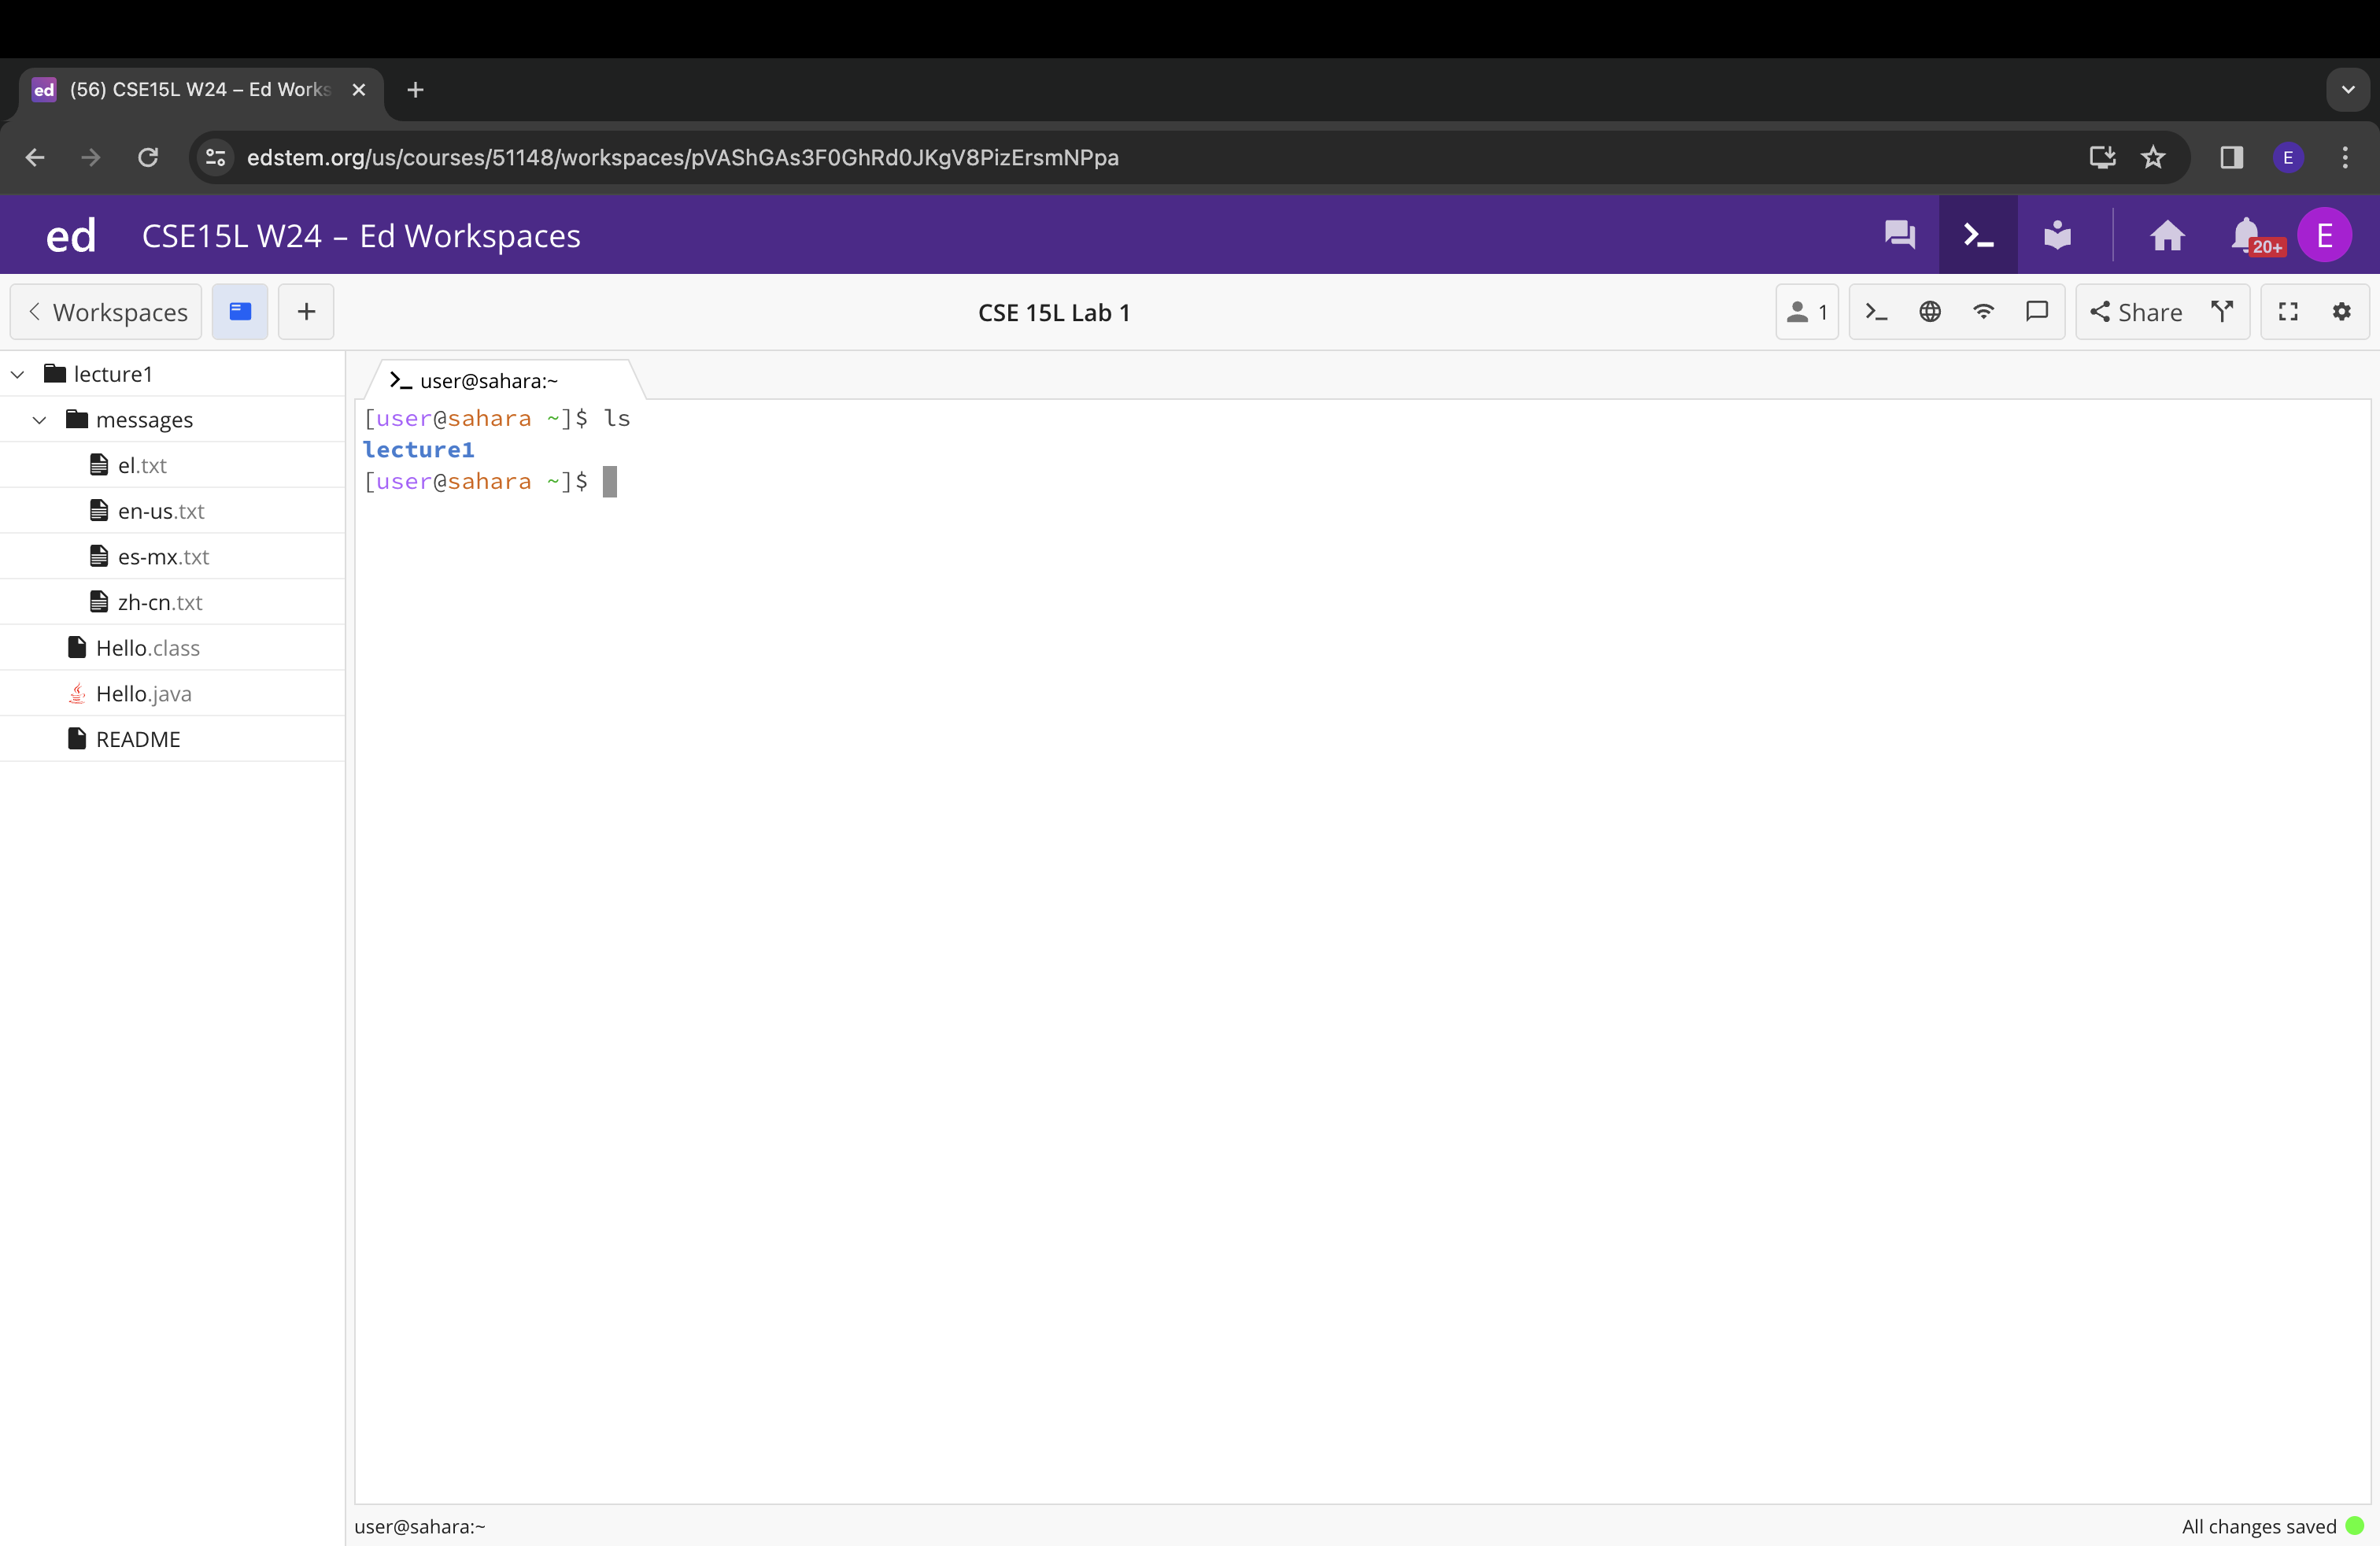 ed (56) CSE15L W24 – Ed Works
edstem.org/us/courses/51148/workspaces/pVAShGAs3F0GhRd0JKgV8PizErsmNPpa E
ed CSE15L W24 – Ed Workspaces 20+ E
Workspaces CSE 15L Lab 1 1 Share
lecture1
messages
el.txt
en-us.txt
es-mx.txt
zh-cn.txt
Hello.class
Hello.java
README
user@sahara:~
[user@sahara ~]$ ls
lecture1
[user@sahara ~]$
user@sahara:~ All changes saved